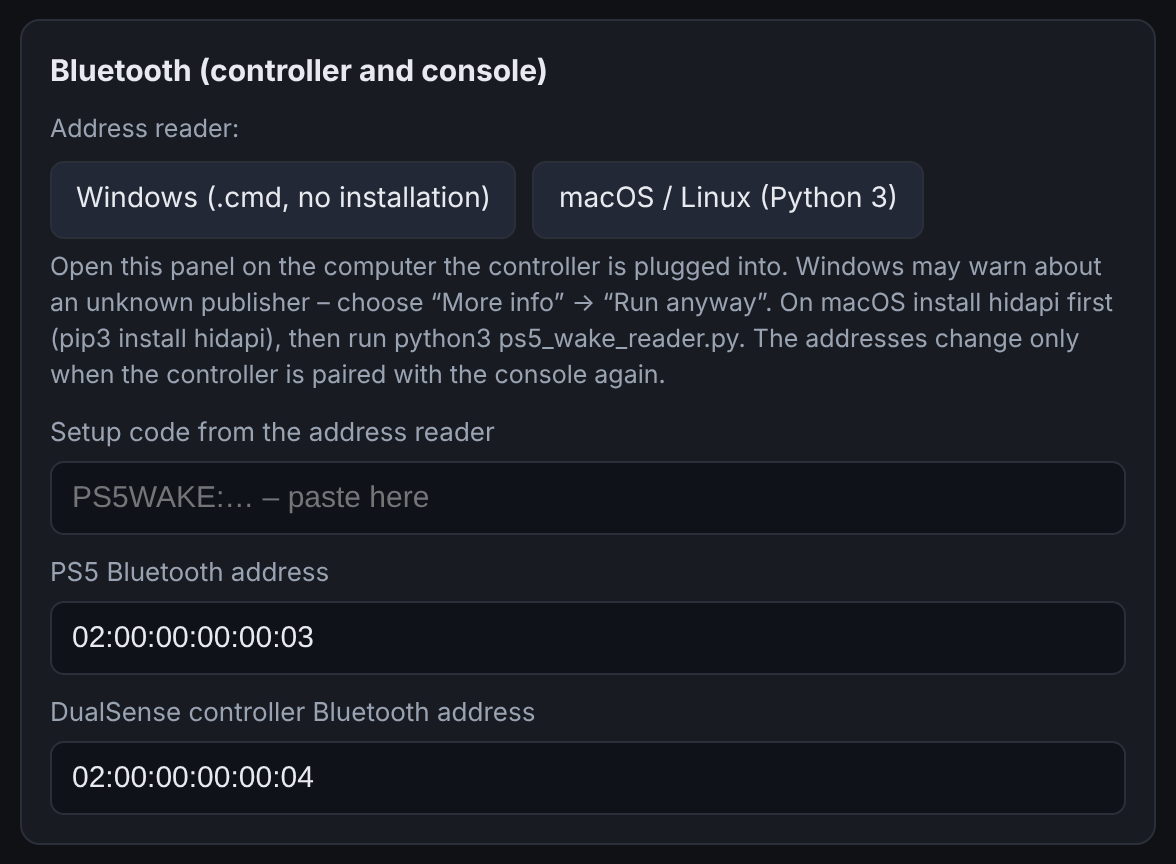 Bluetooth (controller and console)
Address reader:
Windows (.cmd, no installation)
macOS / Linux (Python 3)
Open this panel on the computer the controller is plugged into. Windows may warn about
an unknown publisher – choose “More info” → “Run anyway”. On macOS install hidapi first
(pip3 install hidapi), then run python3 ps5_wake_reader.py. The addresses change only
when the controller is paired with the console again.
Setup code from the address reader
PS5WAKE:… – paste here
PS5 Bluetooth address
02:00:00:00:00:03
DualSense controller Bluetooth address
02:00:00:00:00:04